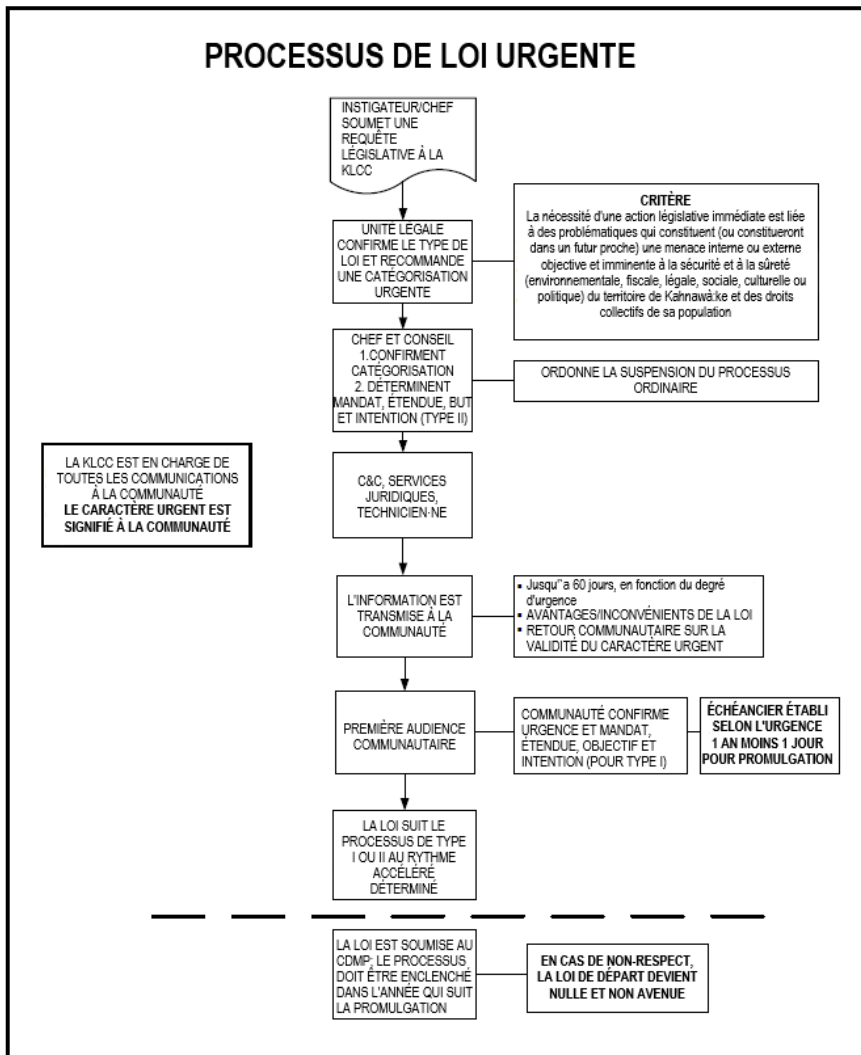 PROCESSUS DE LOI URGENTE
INSTIGATEUR/CHEF
SOUMET UNE
REQUÊTE
LÉGISLATIVE À LA
KLCC
UNITÉ LÉGALE
CONFIRME LE TYPE DE
LOI ET RECOMMANDE
UNE CATÉGORISATION
URGENTE
CRITÈRE
La nécessité d'une action législative immédiate est liée
à des problématiques qui constituent (ou constitueront
dans un futur proche) une menace interne ou externe
objective et imminente à la sécurité et à la sûreté
(environnementale, fiscale, légale, sociale, culturelle ou
politique) du territoire de Kahnawà:ke et des droits
collectifs de sa population
CHEF ET CONSEIL
1.CONFIRMENT
CATÉGORISATION
2. DÉTERMINENT
MANDAT, ÉTENDUE, BUT
ET INTENTION (TYPE II)
ORDONNE LA SUSPENSION DU PROCESSUS
ORDINAIRE
LA KLCC EST EN CHARGE DE
TOUTES LES COMMUNICATIONS
À LA COMMUNAUTÉ
LE CARACTÈRE URGENT EST
SIGNIFIÉ À LA COMMUNAUTÉ
C&C, SERVICES
JURIDIQUES,
TECHNICIEN·NE
L'INFORMATION EST
TRANSMISE À LA
COMMUNAUTÉ
▪ Jusqu''a 60 jours, en fonction du degré
d'urgence
▪ AVANTAGES/INCONVÉNIENTS DE LA LOI
▪ RETOUR COMMUNAUTAIRE SUR LA
VALIDITÉ DU CARACTÈRE URGENT
PREMIÈRE AUDIENCE
COMMUNAUTAIRE
COMMUNAUTÉ CONFIRME
URGENCE ET MANDAT,
ÉTENDUE, OBJECTIF ET
INTENTION (POUR TYPE I)
ÉCHÉANCIER ÉTABLI
SELON L'URGENCE
1 AN MOINS 1 JOUR
POUR PROMULGATION
LA LOI SUIT LE
PROCESSUS DE TYPE
I OU II AU RYTHME
ACCÉLÉRÉ
DÉTERMINÉ
LA LOI EST SOUMISE AU
CDMP; LE PROCESSUS
DOIT ÊTRE ENCLENCHÉ
DANS L'ANNÉE QUI SUIT
LA PROMULGATION
EN CAS DE NON-RESPECT,
LA LOI DE DÉPART DEVIENT
NULLE ET NON AVENUE